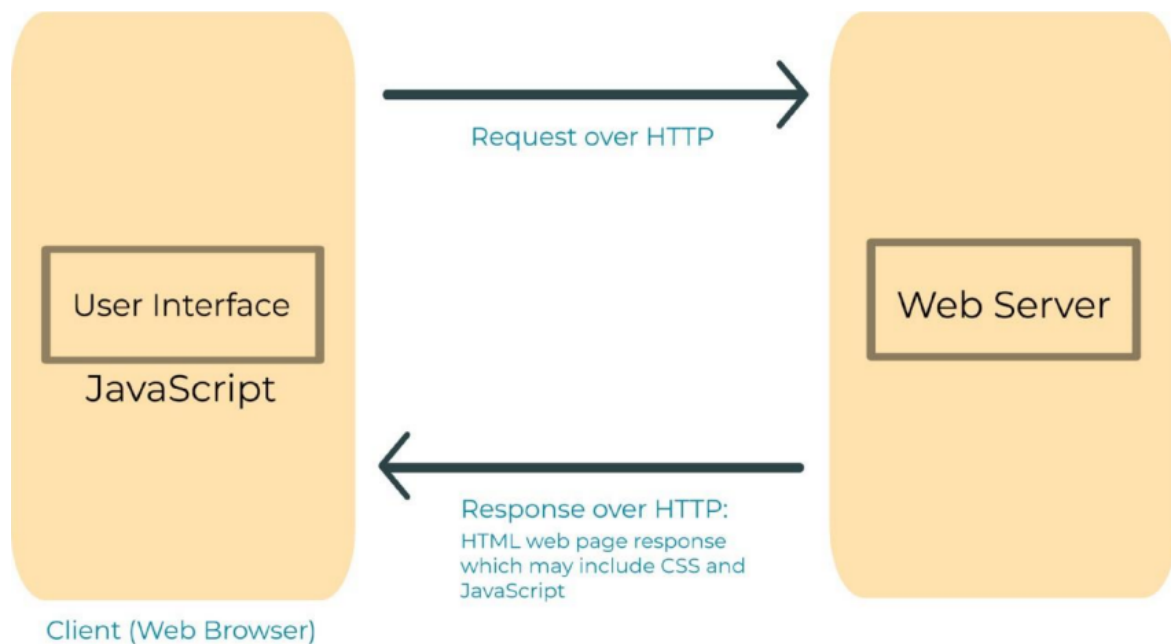 Request over HTTP
User Interface
JavaScript
Web Server
Response over HTTP:
HTML web page response
which may include CSS and
JavaScript
Client (Web Browser)